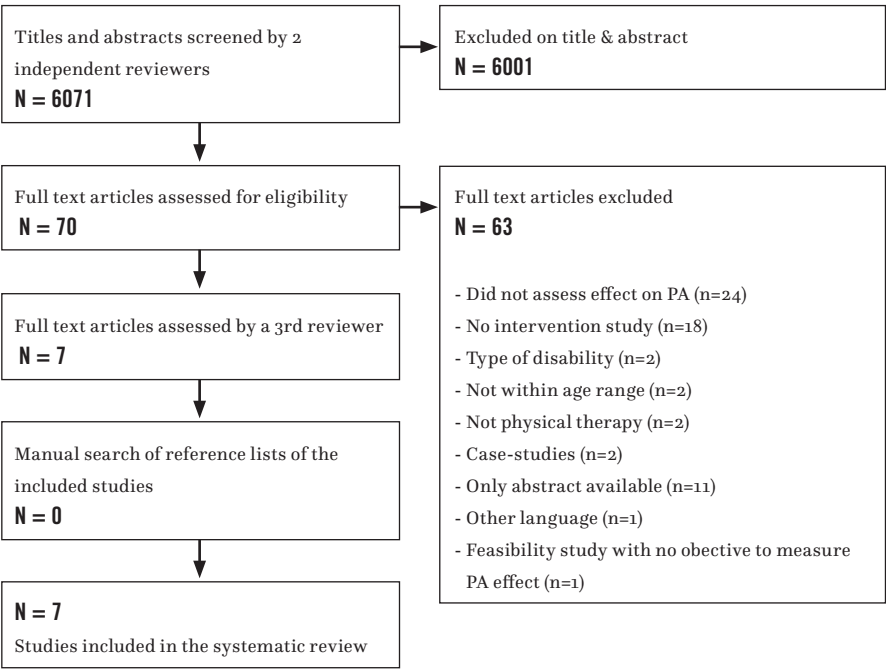 Titles and abstracts screened by 2
independent reviewers
N = 6071
Excluded on title & abstract
N = 6001
Full text articles assessed for eligibility
N = 70
Full text articles excluded
N = 63
- Did not assess effect on PA (n=24)
- No intervention study (n=18)
- Type of disability (n=2)
- Not within age range (n=2)
- Not physical therapy (n=2)
- Case-studies (n=2)
- Only abstract available (n=11)
- Other language (n=1)
- Feasibility study with no obective to measure
PA effect (n=1)
Full text articles assessed by a 3rd reviewer
N = 7
Manual search of reference lists of the
included studies
N = 0
N = 7
Studies included in the systematic review